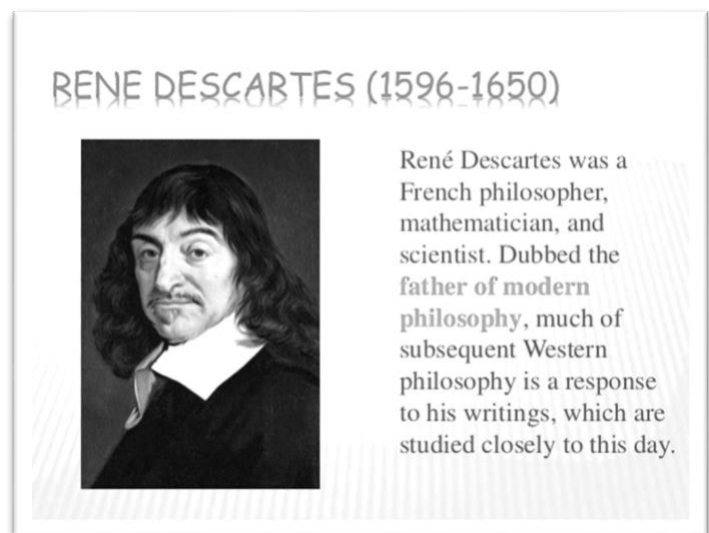 RENE DESCARTES (1596-1650)
René Descartes was a
French philosopher,
mathematician, and
scientist. Dubbed the
father of modern
philosophy, much of
subsequent Western
philosophy is a response
to his writings, which are
studied closely to this day.